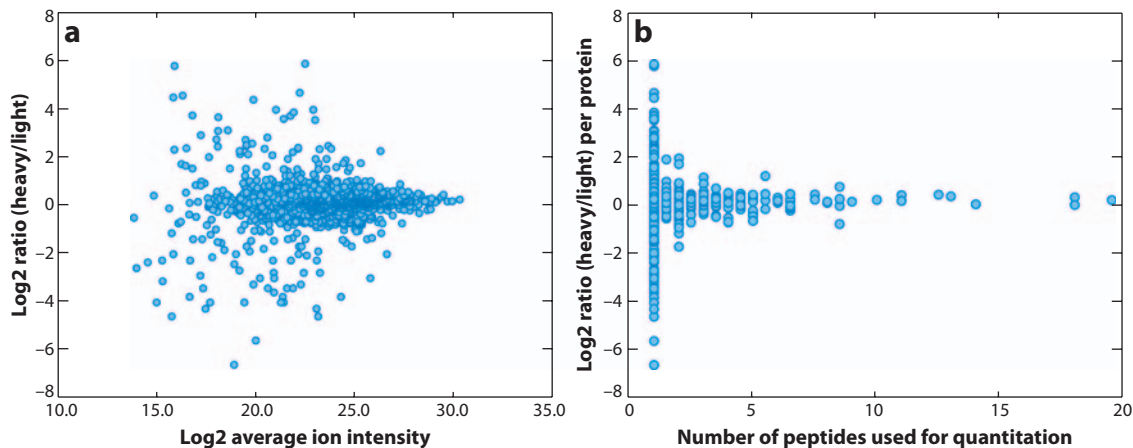 a
8
6
4
2
0
–2
–4
–6
–8
10.0 15.0 20.0 25.0 30.0 35.0
Log2 ratio (heavy/light)
Log2 average ion intensity
b
8
6
4
2
0
–2
–4
–6
–8
0 5 10 15 20
Log2 ratio (heavy/light) per protein
Number of peptides used for quantitation